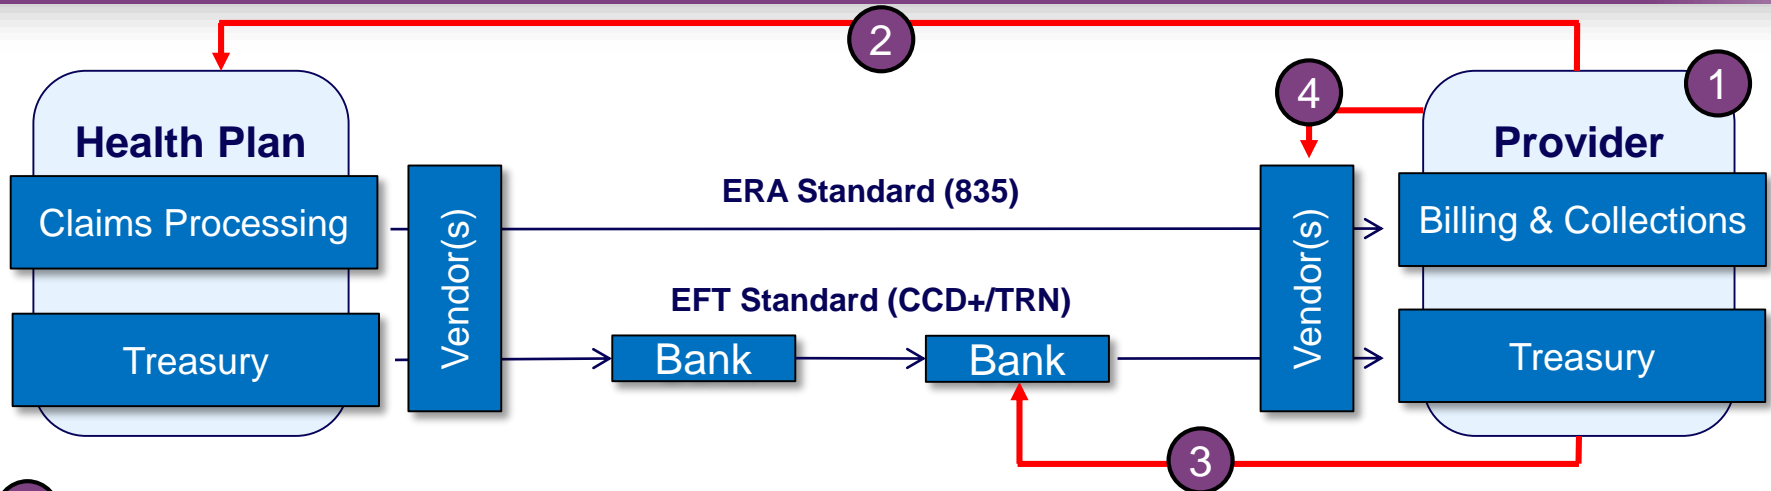 2
4
1
Health Plan
Provider
ERA Standard (835)
Claims Processing
Vendor(s)
Vendor(s)
Billing & Collections
EFT Standard (CCD+/TRN)
Treasury
Bank
Bank
Treasury
3